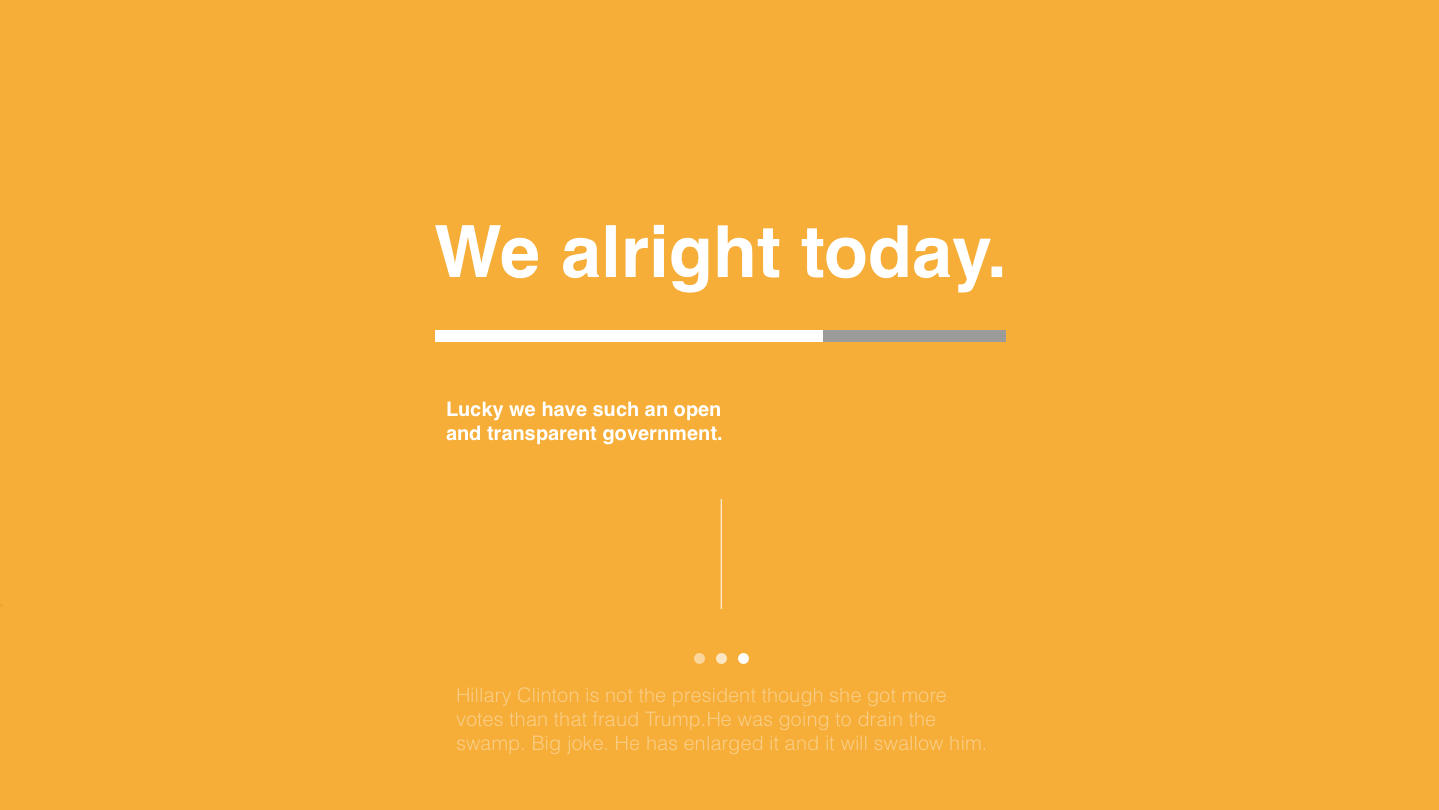 We alright today.
Lucky we have such an open
and transparent government.
Hillary Clinton is not the president though she got more
votes than that fraud Trump.He was going to drain the
swamp. Big joke. He has enlarged it and it will swallow him.